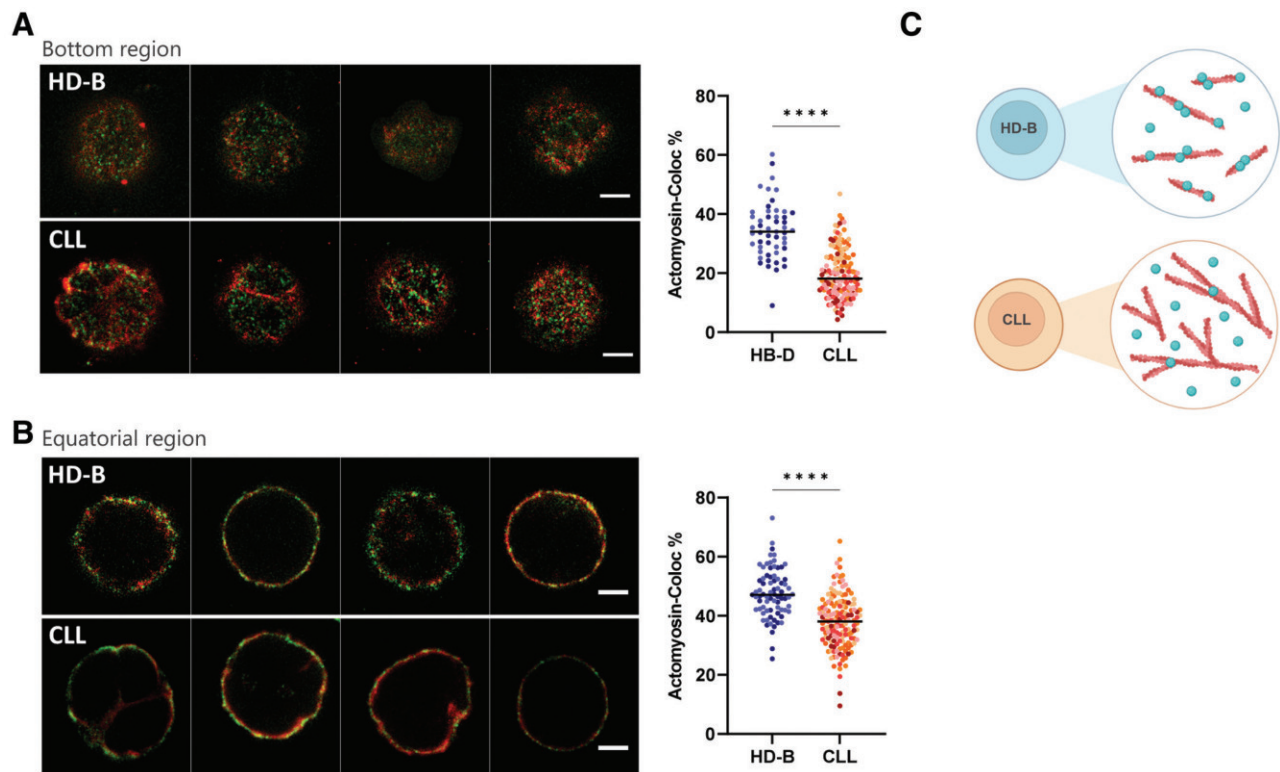 A
Bottom region
HD-B
CLL
Actomyosin-Coloc %
80
60
40
20
0
****
HB-D
CLL
C
HD-B
CLL
B
Equatorial region
HD-B
CLL
Actomyosin-Coloc %
80
60
40
20
0
****
HD-B
CLL